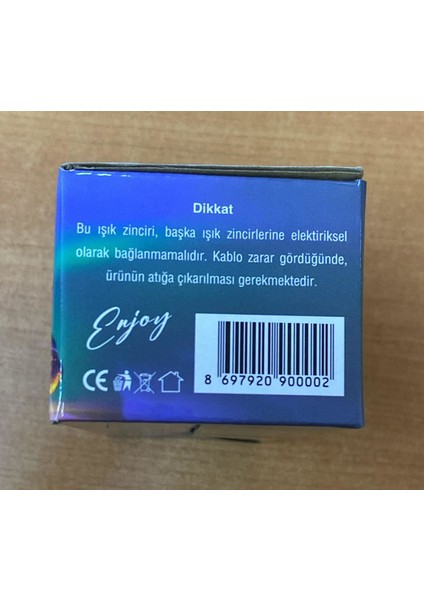 Dikkat
Bu ışık zinciri, başka ışık zincirlerine elektiriksel
olarak bağlanmamalıdır. Kablo zarar gördüğünde,
ürünün atığa çıkarılması gerekmektedir.
Enjoy
CE
8 697920 900002